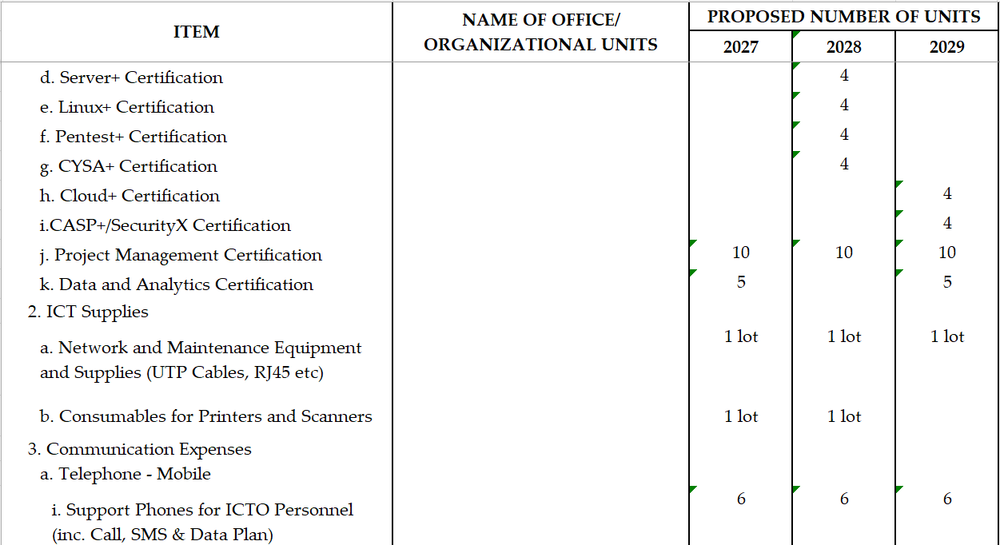 ITEM
NAME OF OFFICE/
ORGANIZATIONAL UNITS
PROPOSED NUMBER OF UNITS
2027 2028 2029
d. Server+ Certification 4
e. Linux+ Certification 4
f. Pentest+ Certification 4
g. CYSA+ Certification 4
h. Cloud+ Certification 4
i.CASP+/SecurityX Certification 4
j. Project Management Certification 10 10 10
k. Data and Analytics Certification 5 5
2. ICT Supplies
a. Network and Maintenance Equipment 1 lot 1 lot 1 lot
and Supplies (UTP Cables, RJ45 etc)
b. Consumables for Printers and Scanners 1 lot 1 lot
3. Communication Expenses
a. Telephone - Mobile
i. Support Phones for ICTO Personnel 6 6 6
(inc. Call, SMS & Data Plan)